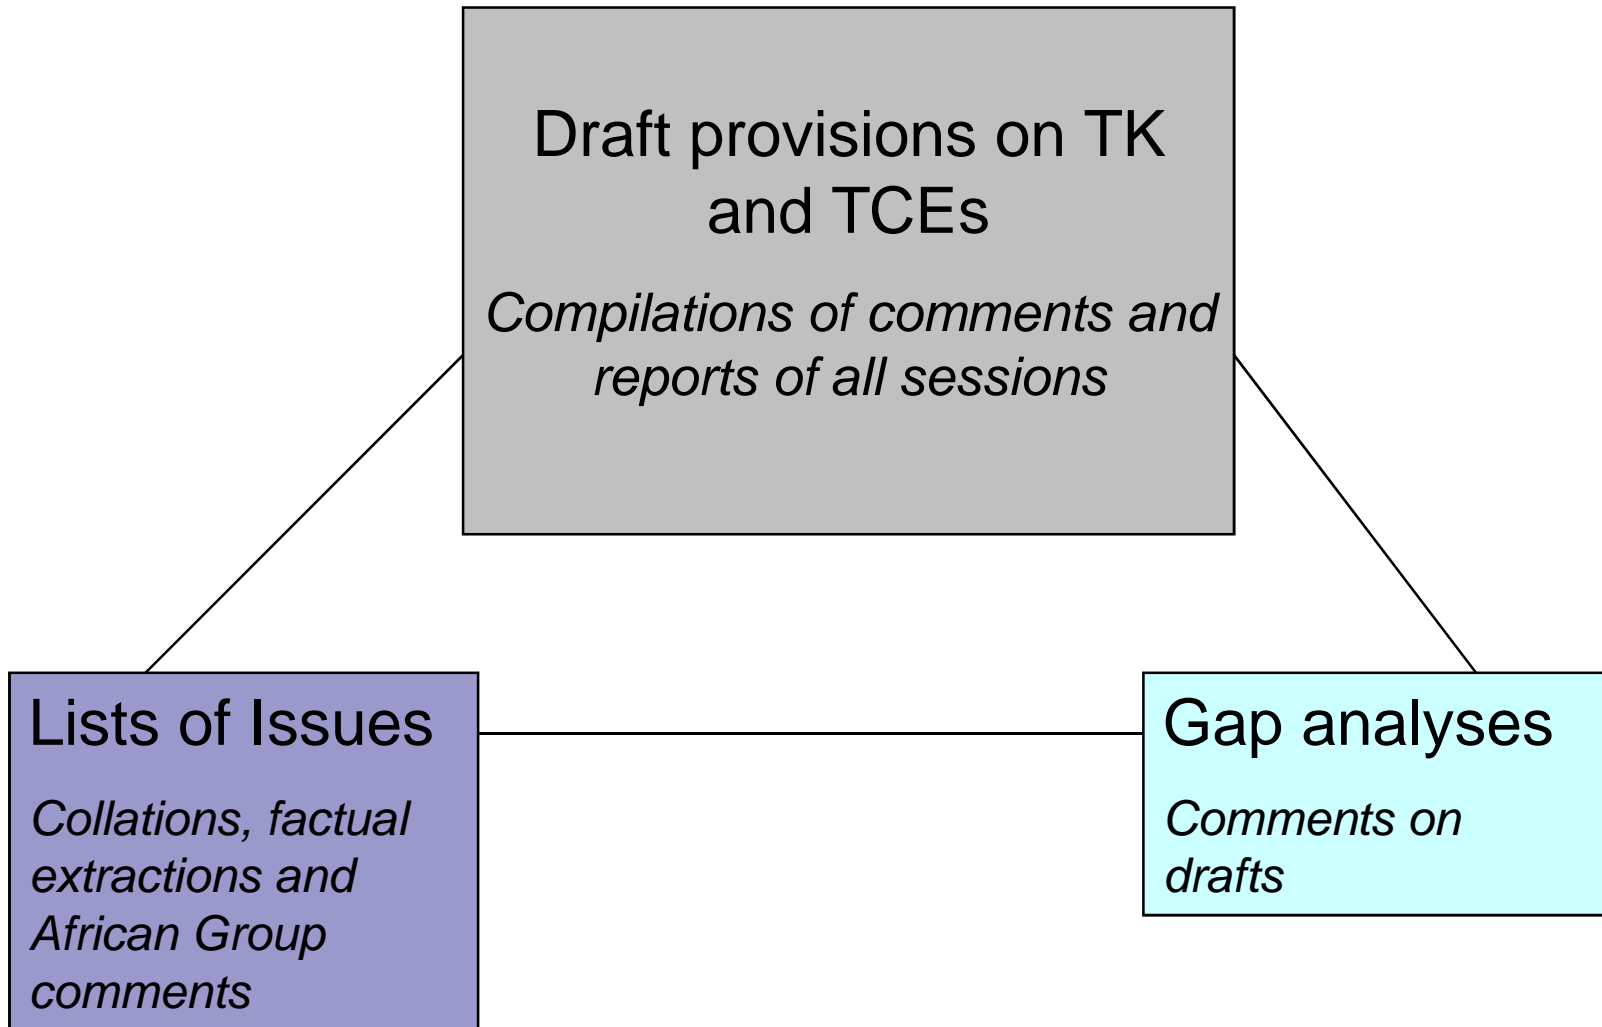 Draft provisions on TK
and TCEs
Compilations of comments and
reports of all sessions
Lists of Issues
Collations, factual
extractions and
African Group
comments
Gap analyses
Comments on
drafts